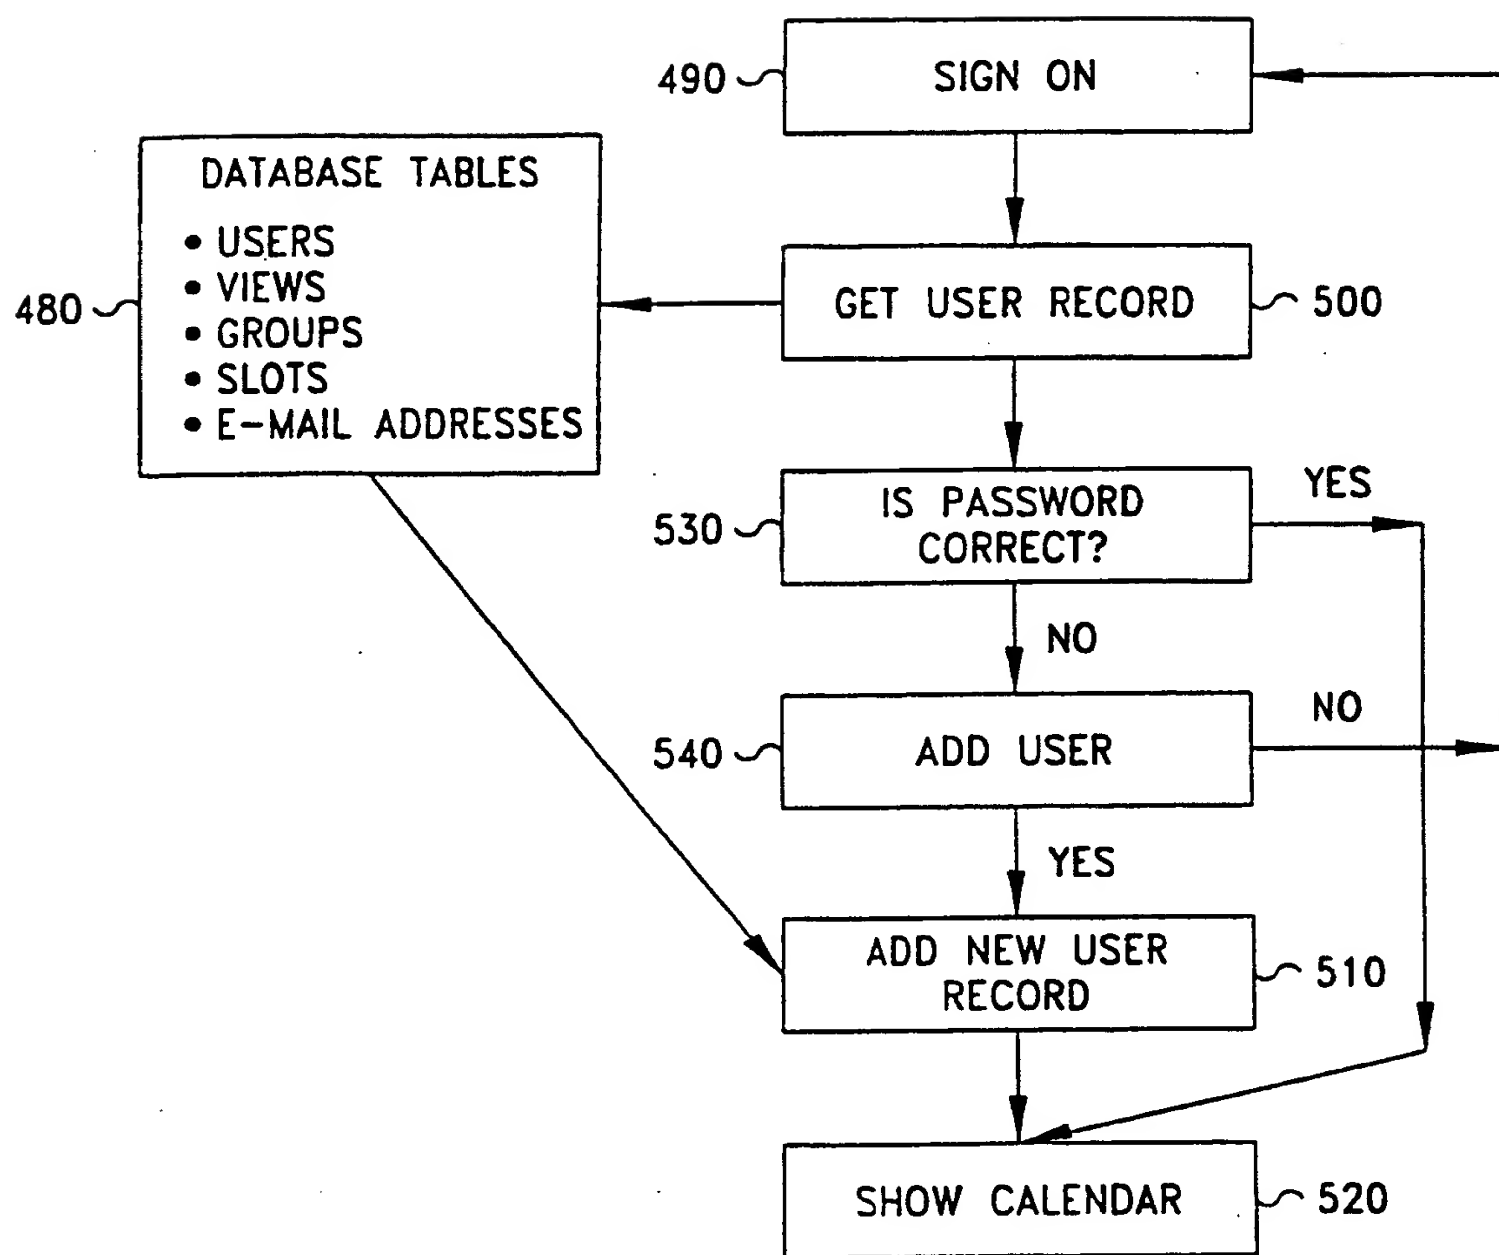 490
SIGN ON
DATABASE TABLES
• USERS
• VIEWS
• GROUPS
• SLOTS
• E-MAIL ADDRESSES
480
GET USER RECORD
500
IS PASSWORD
CORRECT?
530
YES
NO
540
ADD USER
NO
YES
ADD NEW USER
RECORD
510
SHOW CALENDAR
520